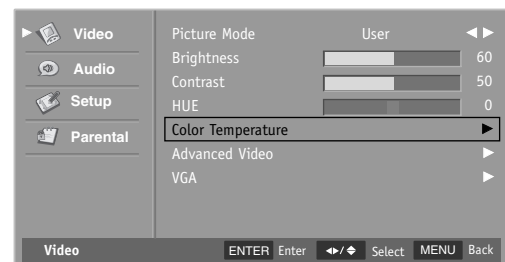 Video
Audio
Setup
Parental
Picture Mode User
Brightness 60
Contrast 50
HUE 0
Color Temperature
Advanced Video
VGA
Video ENTER Enter / Select MENU Back